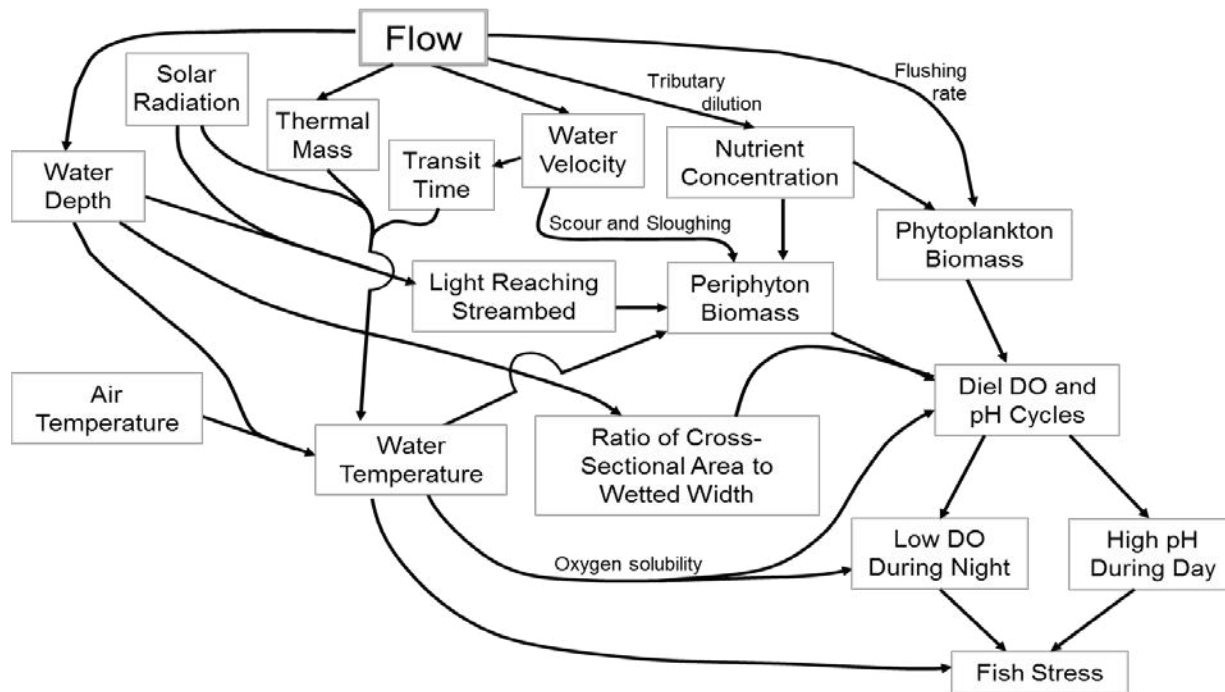 Flow
Solar
Radiation
Tributary
dilution
Flushing
rate
Thermal
Mass
Water
Velocity
Nutrient
Concentration
Water
Depth
Transit
Time
Scour and Sloughing
Phytoplankton
Biomass
Light Reaching
Streambed
Periphyton
Biomass
Air
Temperature
Diel DO and
pH Cycles
Water
Temperature
Ratio of Cross-
Sectional Area to
Wetted Width
Oxygen solubility
Low DO
During Night
High pH
During Day
Fish Stress